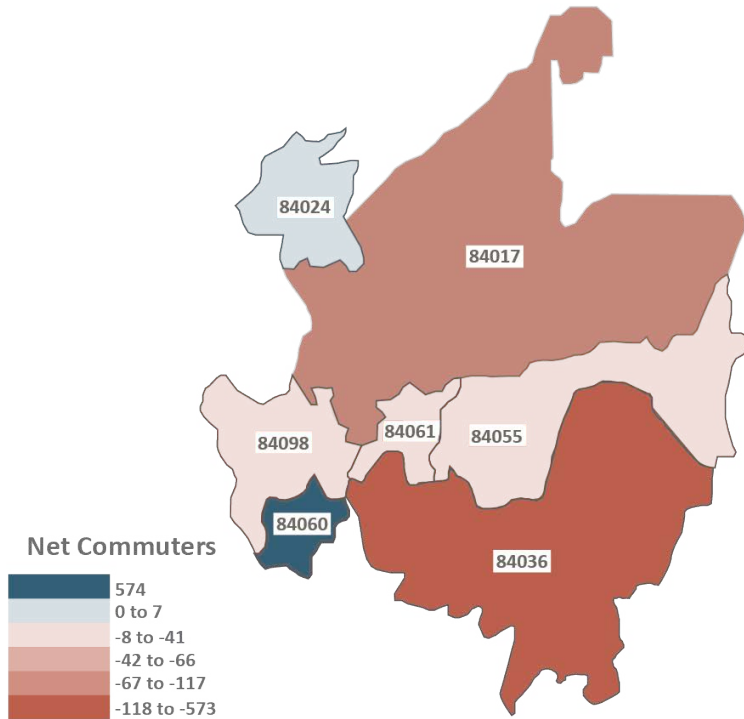 84024
84017
84061
84055
84098
84060
84036
Net Commuters
574
0 to 7
-8 to -41
-42 to -66
-67 to -117
-118 to -573